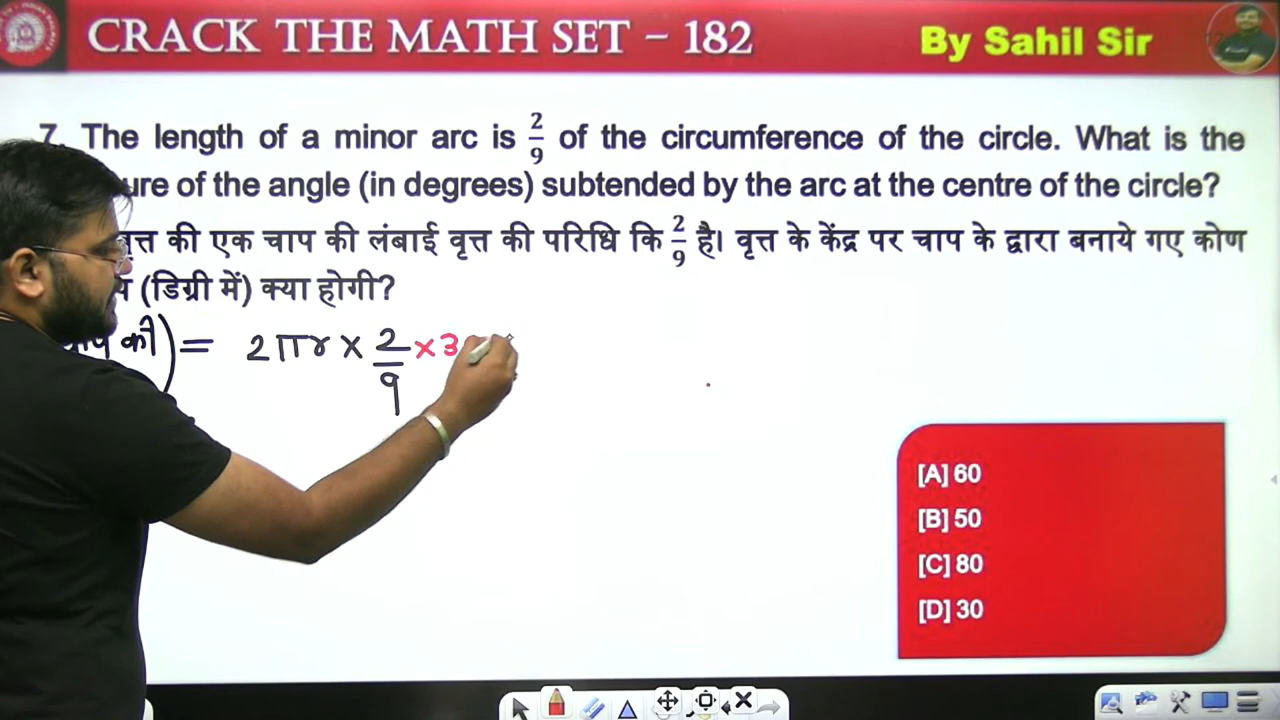 CRACK THE MATH SET – 182
By Sahil Sir
7. The length of a minor arc is 2/9 of the circumference of the circle. What is the
of the angle (in degrees) subtended by the arc at the centre of the circle?
की एक चाप की लंबाई वृत्त की परिधि कि 2/9 है। वृत्त के केंद्र पर चाप के द्वारा बनाये गए कोण
(डिग्री में) क्या होगी?
की) = 2πr × 2/9 × 3
[A] 60
[B] 50
[C] 80
[D] 30